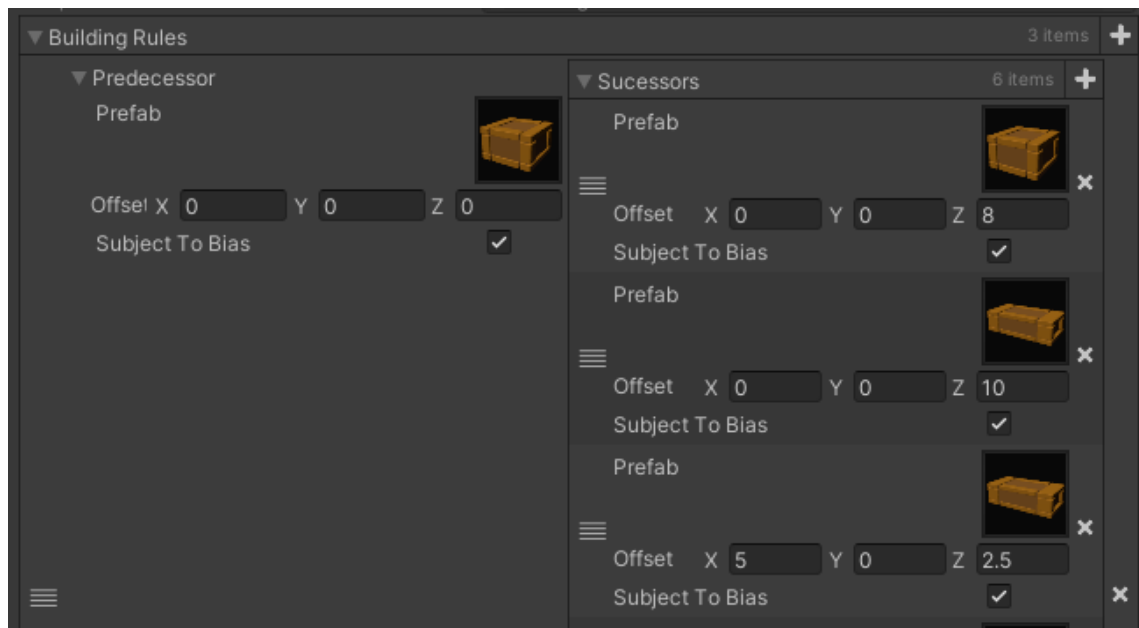 Building Rules 3 items
Predecessor
Prefab
Offset X 0 Y 0 Z 0
Subject To Bias
Sucessors 6 items
Prefab
Offset X 0 Y 0 Z 8
Subject To Bias
Prefab
Offset X 0 Y 0 Z 10
Subject To Bias
Prefab
Offset X 5 Y 0 Z 2.5
Subject To Bias